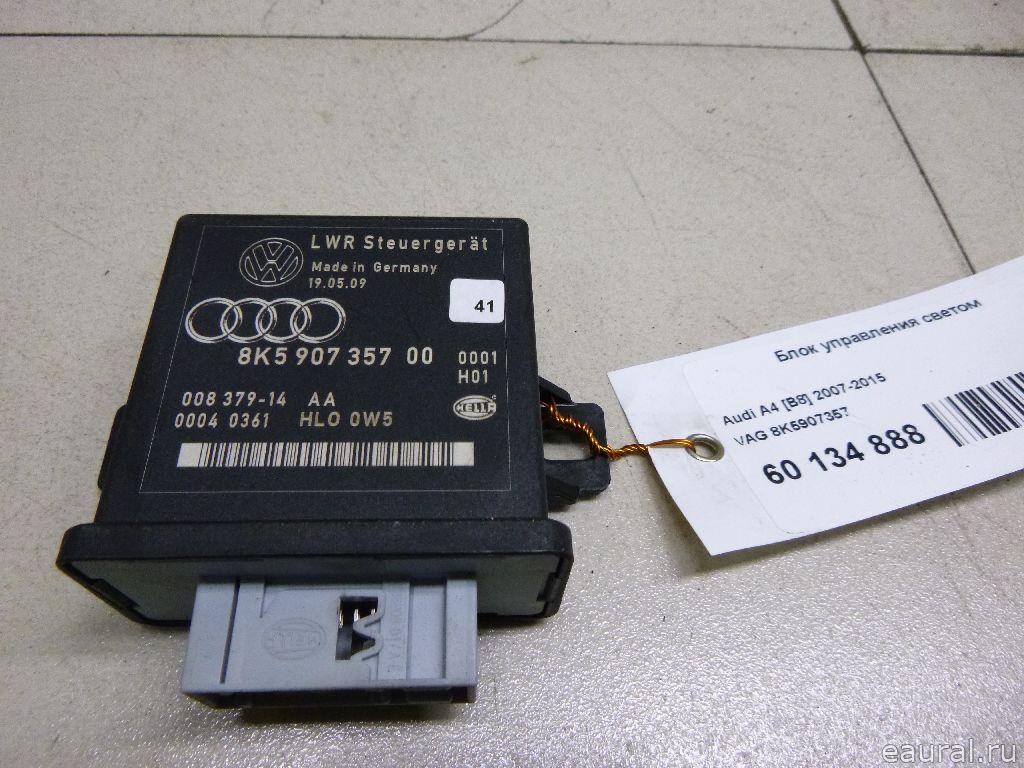 LWR Steuergerät
Made in Germany
19.05.09
41
8K5 907 357 00
0001
H01
008 379-14 AA
0004 0361 HLO 0W5
HELLA
Блок управления светом
Audi A4 [B8] 2007-2015
VAG 8K5907357
60 134 888
eaural.ru